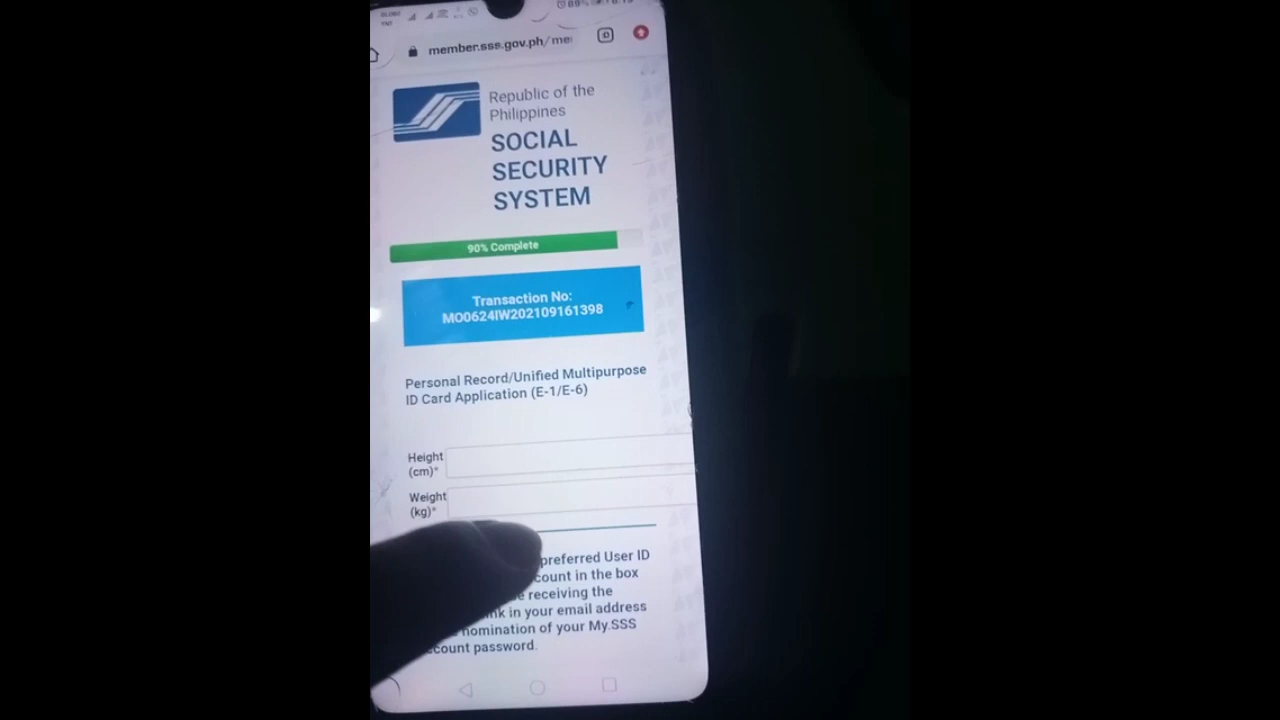 member.sss.gov.ph/me
Republic of the
Philippines
SOCIAL
SECURITY
SYSTEM
90% Complete
Transaction No:
MO0624IW202109161398
Personal Record/Unified Multipurpose
ID Card Application (E-1/E-6)
Height
(cm)*
Weight
(kg)*
preferred User ID
count in the box
receiving the
in your email address
nomination of your My.SSS
count password.